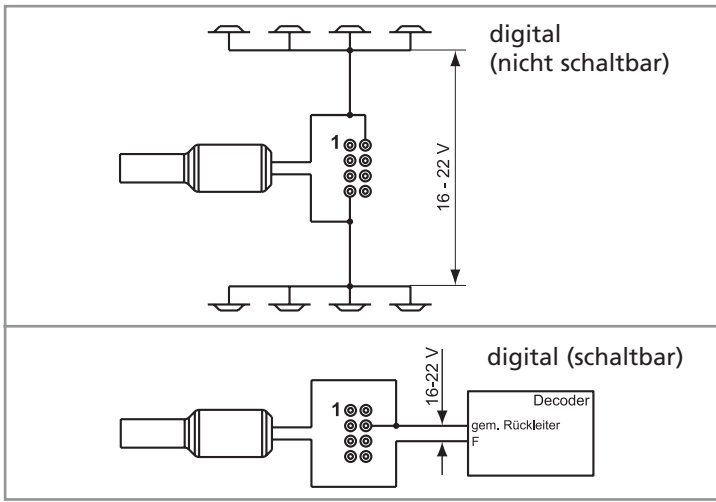 digital
(nicht schaltbar)
1
16 - 22 V
digital (schaltbar)
16-22 V
1
Decoder
gem. Rückleiter
F